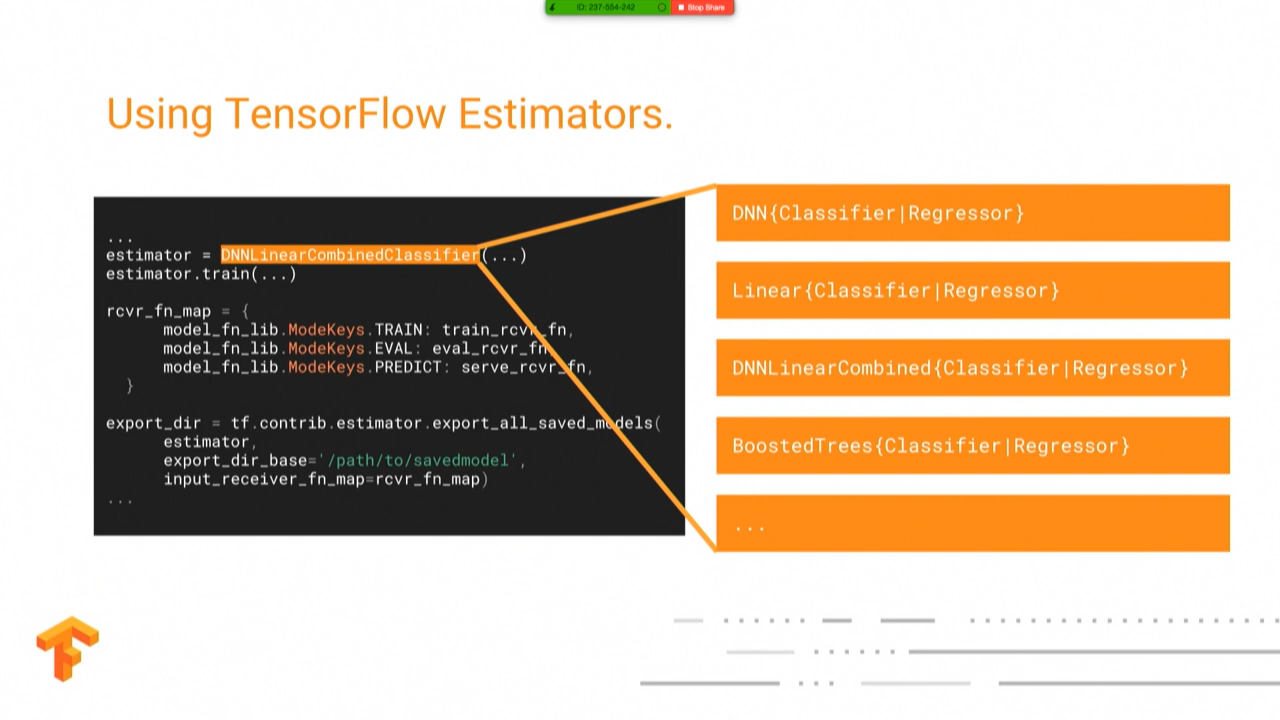 ID: 237-554-242
Stop Share
Using TensorFlow Estimators.
...
estimator = DNNLinearCombinedClassifier(...)
estimator.train(...)
rcvr_fn_map = {
model_fn_lib.ModeKeys.TRAIN: train_rcvr_fn,
model_fn_lib.ModeKeys.EVAL: eval_rcvr_fn,
model_fn_lib.ModeKeys.PREDICT: serve_rcvr_fn,
}
export_dir = tf.contrib.estimator.export_all_saved_models(
estimator,
export_dir_base='/path/to/savedmodel',
input_receiver_fn_map=rcvr_fn_map)
...
DNN{Classifier|Regressor}
Linear{Classifier|Regressor}
DNNLinearCombined{Classifier|Regressor}
BoostedTrees{Classifier|Regressor}
...